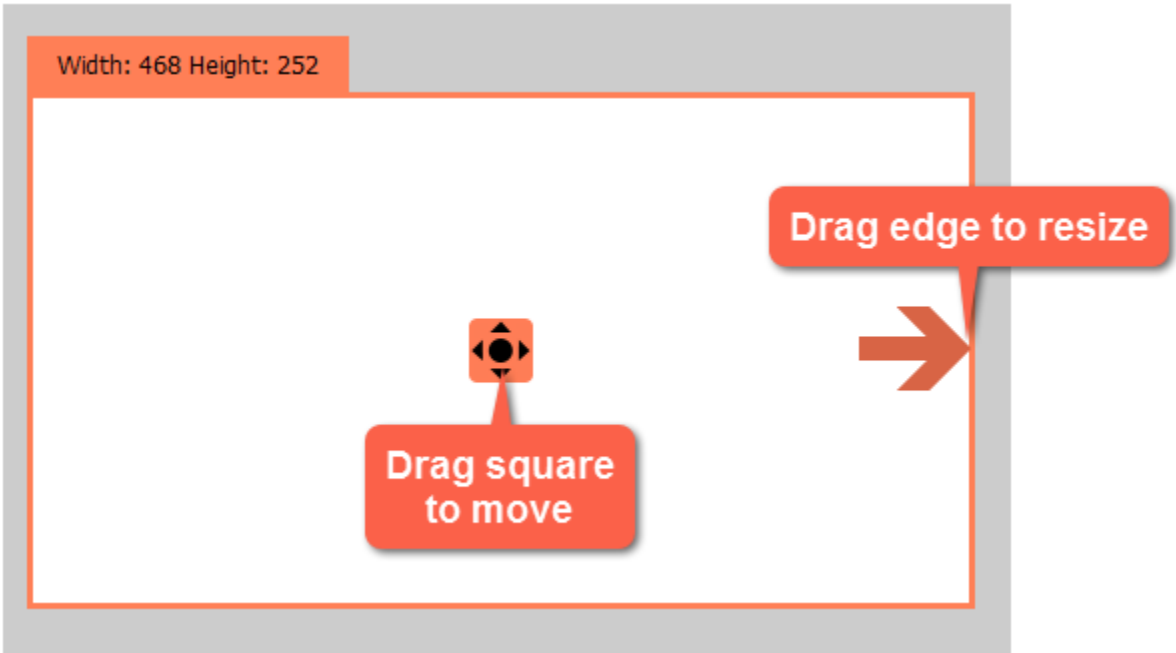 Width: 468 Height: 252
Drag edge to resize
Drag square
to move